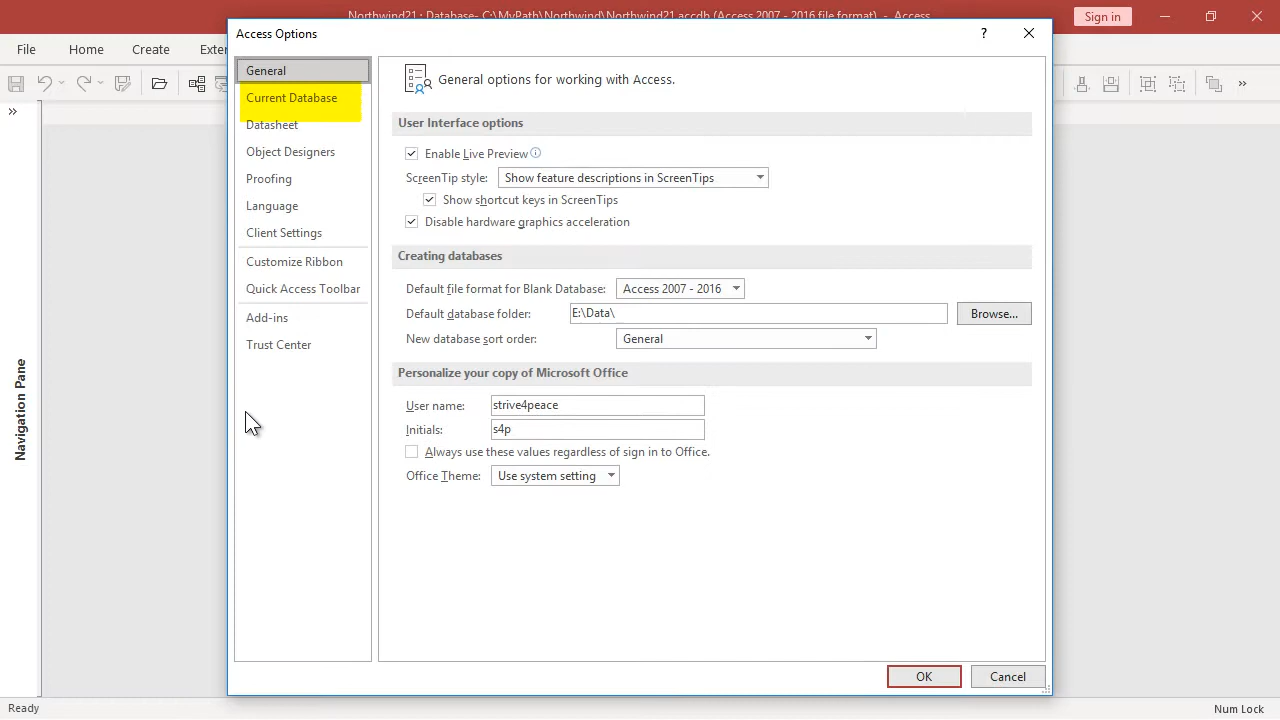 Northwind21 : Database- C:\MyPath\Northwind\Northwind21.accdb (Access 2007 - 2016 file format) - Access
Sign in
Access Options
?
File
Home
Create
Exter
General
Current Database
Datasheet
Object Designers
Proofing
Language
Client Settings
Customize Ribbon
Quick Access Toolbar
Add-ins
Trust Center
General options for working with Access.
User Interface options
Enable Live Preview
ScreenTip style: Show feature descriptions in ScreenTips
Show shortcut keys in ScreenTips
Disable hardware graphics acceleration
Creating databases
Default file format for Blank Database: Access 2007 - 2016
Default database folder: E:\Data\ Browse...
New database sort order: General
Personalize your copy of Microsoft Office
User name: strive4peace
Initials: s4p
Always use these values regardless of sign in to Office.
Office Theme: Use system setting
OK Cancel
Navigation Pane
Ready
Num Lock